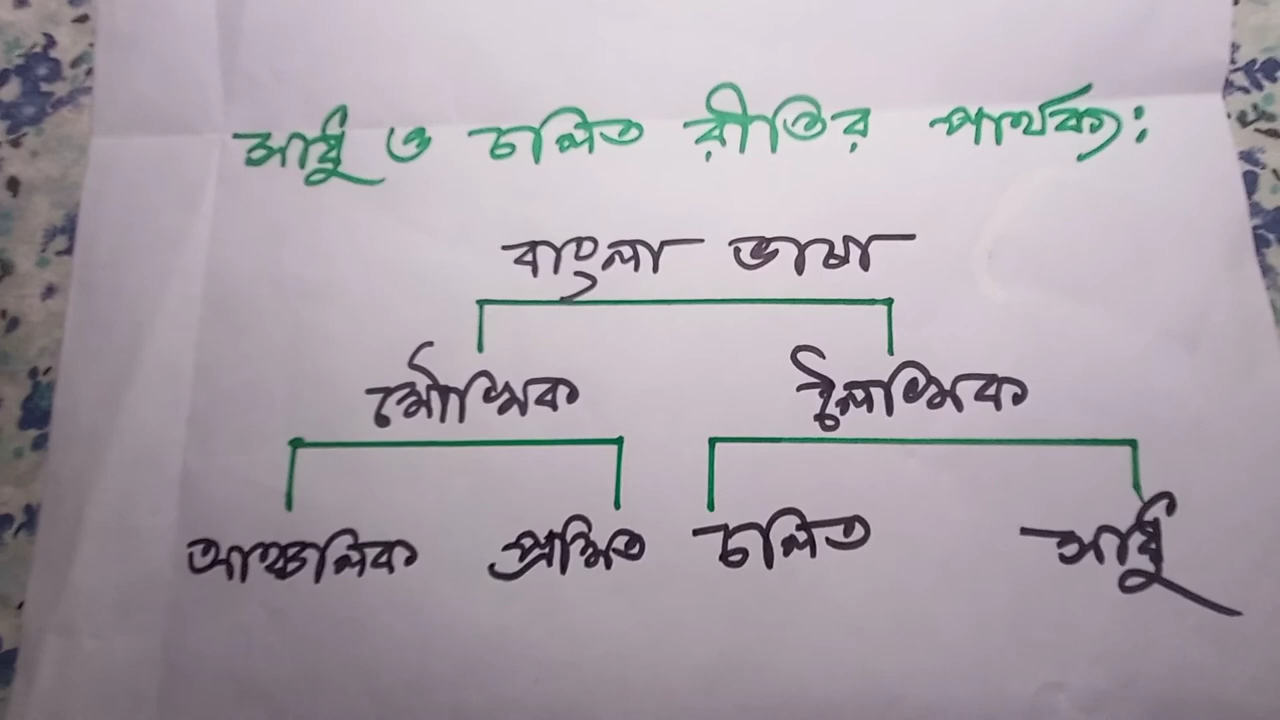 সাধু ও চলিত রীতির পার্থক্য:
বাংলা ভাষা
মৌখিক লৈখিক
আঞ্চলিক প্রমিত চলিত সাধু